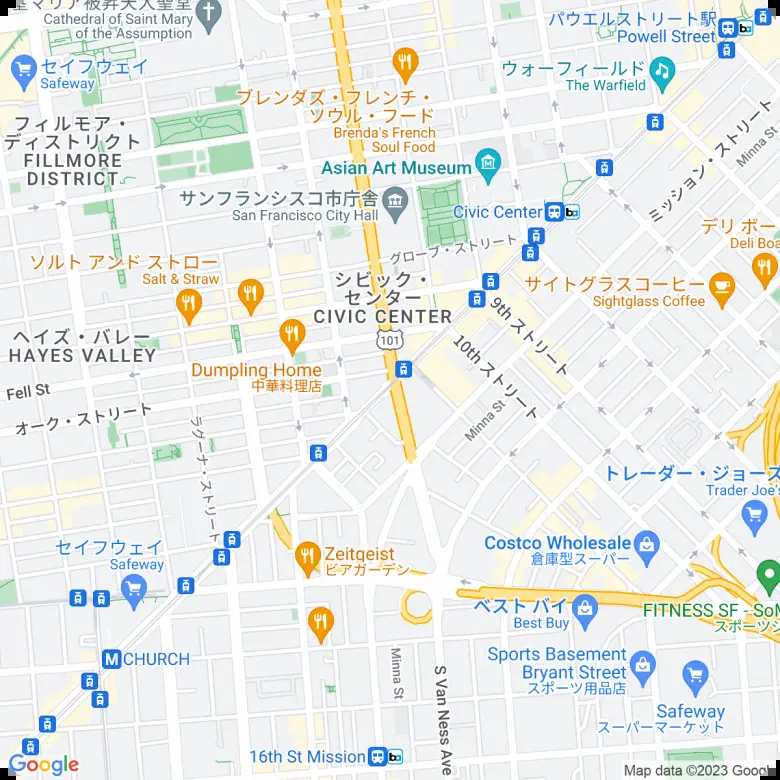 室マリア被昇天大聖堂
Cathedral of Saint Mary
of the Assumption
パウエルストリート駅
Powell Street
セイフウェイ
Safeway
ウォーフィールド
The Warfield
ブレンダズ・フレンチ・
ソウル・フード
Brenda's French
Soul Food
フィルモア・
ディストリクト
FILLMORE
DISTRICT
ミッション・ストリート
Minna St
Asian Art Museum
サンフランシスコ市庁舎
San Francisco City Hall
Civic Center
グローブ・ストリート
デリ ボー
Deli Boa
ソルト アンド ストロー
Salt & Straw
シビック・
センター
CIVIC CENTER
サイトグラスコーヒー
Sightglass Coffee
9th ストリート
10th ストリート
ヘイズ・バレー
HAYES VALLEY
101
Dumpling Home
中華料理店
Fell St
オーク・ストリート
ラグーナ・ストリート
Minna St
トレーダー・ジョーズ
Trader Joe's
セイフウェイ
Safeway
Zeitgeist
ビアガーデン
Costco Wholesale
倉庫型スーパー
ベスト バイ
Best Buy
FITNESS SF - SoM
スポーツジ
M CHURCH
Minna St
S Van Ness Ave
Sports Basement
Bryant Street
スポーツ用品店
Safeway
スーパーマーケット
16th St Mission
Google
Map data ©2023 Google